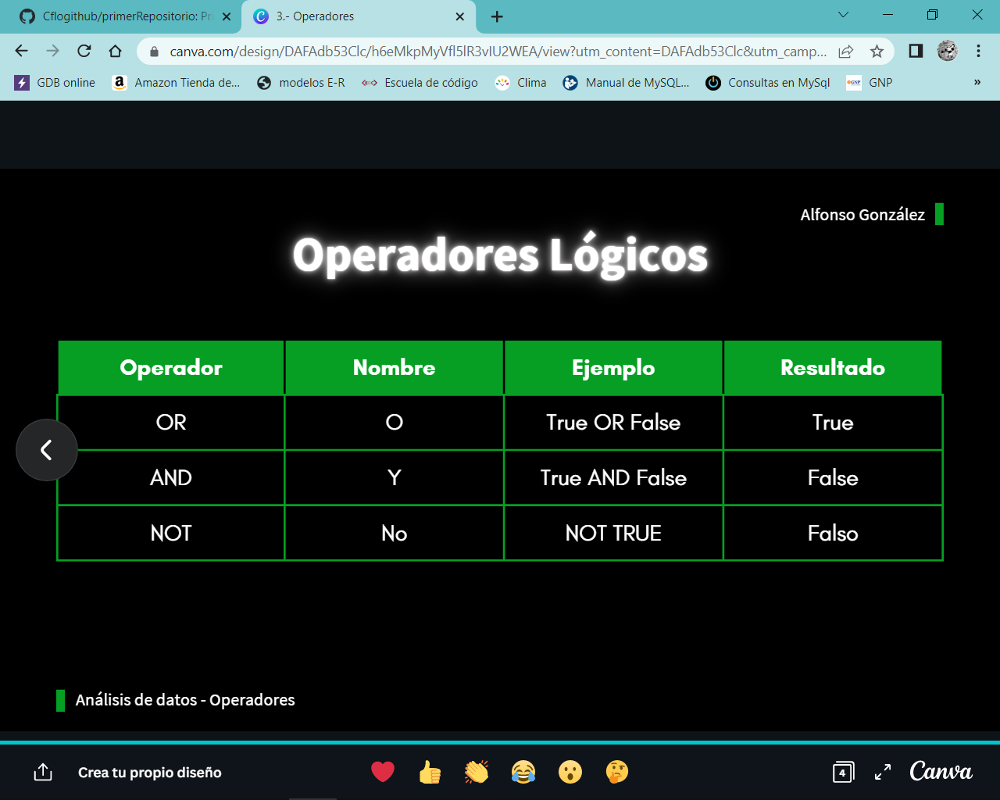 Cflogithub/primerRepositorio: Pri
3.- Operadores
canva.com/design/DAFAdb53Clc/h6eMkpMyVfl5lR3vIU2WEA/view?utm_content=DAFAdb53Clc&utm_camp...
GDB online
Amazon Tienda de...
modelos E-R
Escuela de código
Clima
Manual de MySQL...
Consultas en MySql
GNP
GNP
»
Alfonso González
Operadores Lógicos
Operador Nombre Ejemplo Resultado
OR O True OR False True
AND Y True AND False False
NOT No NOT TRUE Falso
Análisis de datos - Operadores
Crea tu propio diseño
4
Canva